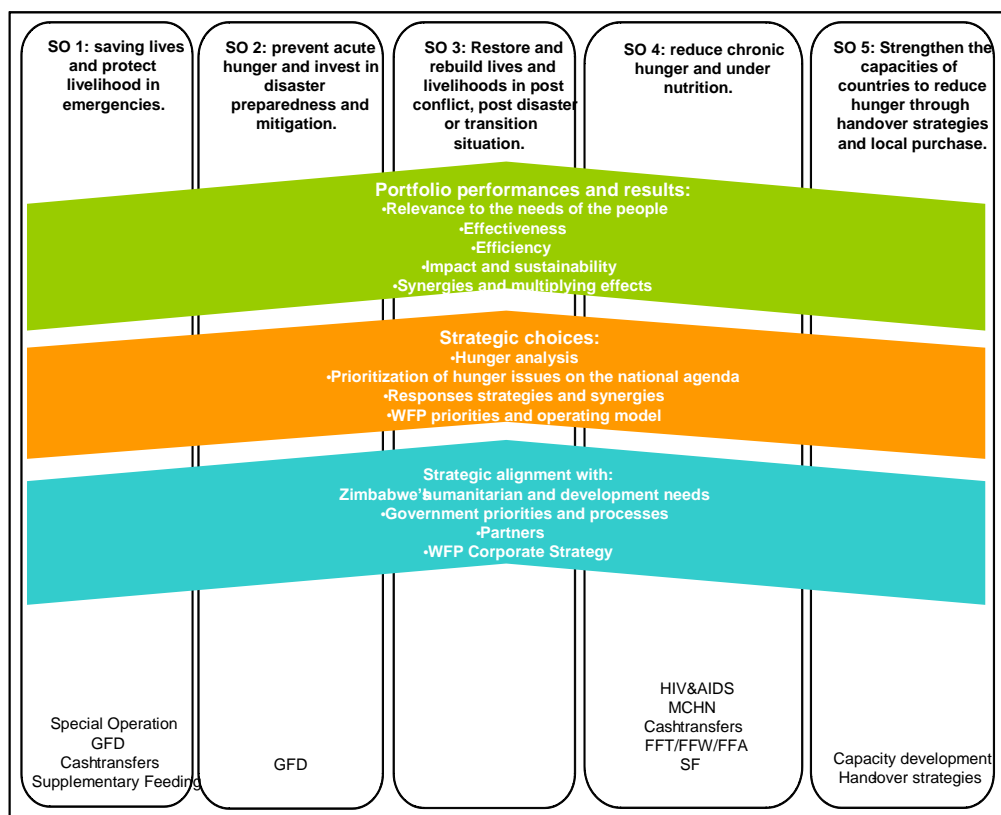 SO 1: saving lives
and protect
livelihood in
emergencies.
SO 2: prevent acute
hunger and invest in
disaster
preparedness and
mitigation.
SO 3: Restore and
rebuild lives and
livelihoods in post
conflict, post disaster
or transition
situation.
SO 4: reduce chronic
hunger and under
nutrition.
SO 5: Strengthen the
capacities of
countries to reduce
hunger through
handover strategies
and local purchase.
Portfolio performances and results:
•Relevance to the needs of the people
•Effectiveness
•Efficiency
•Impact and sustainability
•Synergies and multiplying effects
Strategic choices:
•Hunger analysis
•Prioritization of hunger issues on the national agenda
•Responses strategies and synergies
•WFP priorities and operating model
Strategic alignment with:
Zimbabwe's humanitarian and development needs
•Government priorities and processes
•Partners
•WFP Corporate Strategy
Special Operation
GFD
Cashtransfers
Supplementary Feeding
GFD
HIV&AIDS
MCHN
Cashtransfers
FFT/FFW/FFA
SF
Capacity development
Handover strategies